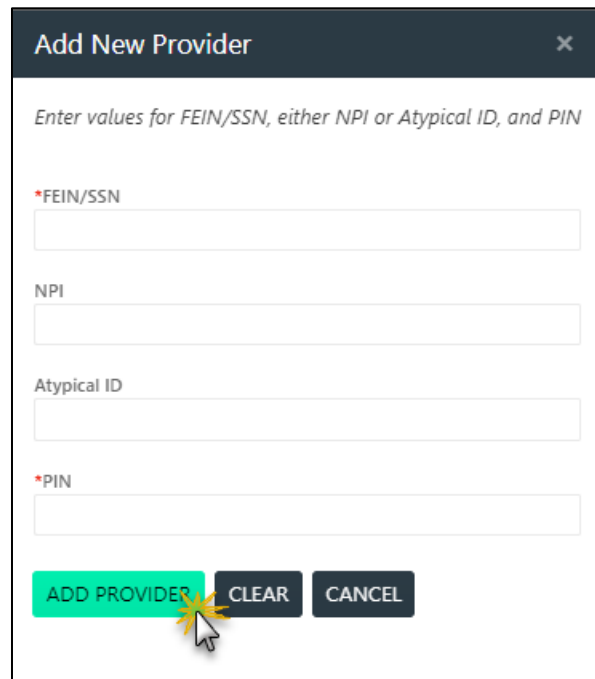 Add New Provider ×
Enter values for FEIN/SSN, either NPI or Atypical ID, and PIN
*FEIN/SSN
NPI
Atypical ID
*PIN
ADD PROVIDER CLEAR CANCEL